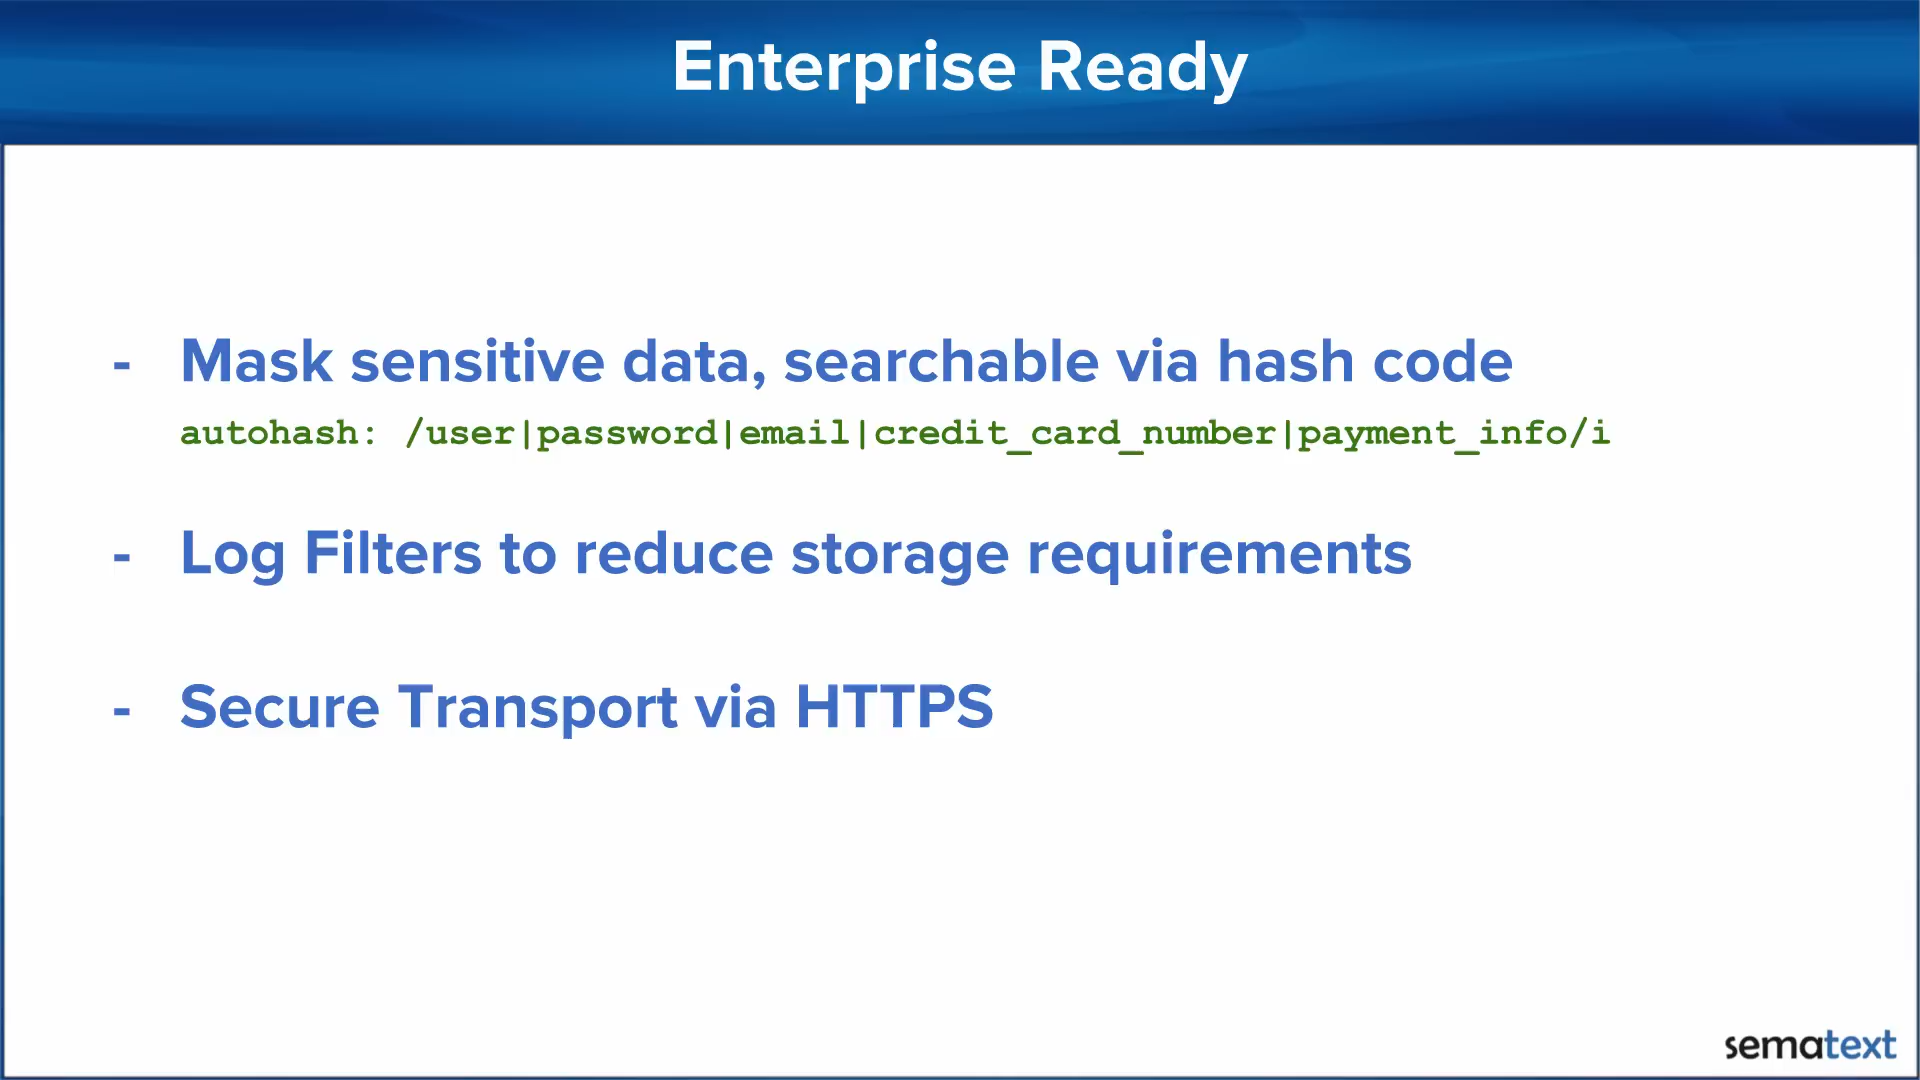 Enterprise Ready
- Mask sensitive data, searchable via hash code
autohash: /user|password|email|credit_card_number|payment_info/i
- Log Filters to reduce storage requirements
- Secure Transport via HTTPS
sematext